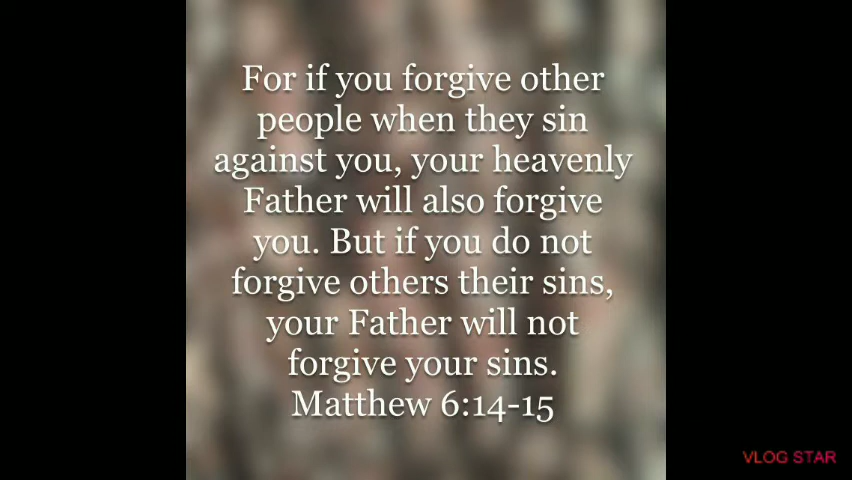 For if you forgive other
people when they sin
against you, your heavenly
Father will also forgive
you. But if you do not
forgive others their sins,
your Father will not
forgive your sins.
Matthew 6:14-15
VLOG STAR